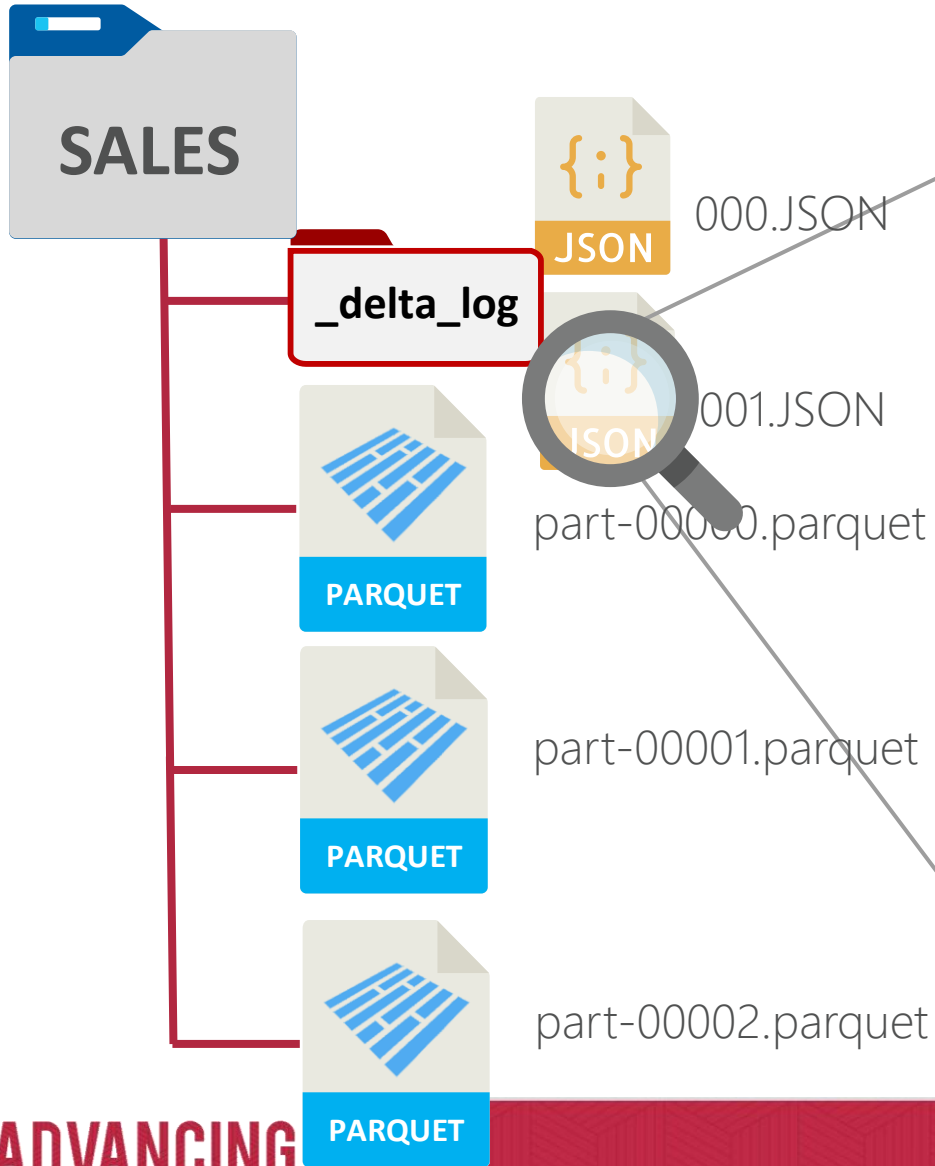 SALES
{;}
JSON
000.JSON
_delta_log
{;}
JSON
001.JSON
PARQUET
part-00000.parquet
PARQUET
part-00001.parquet
PARQUET
part-00002.parquet
ADVANCING